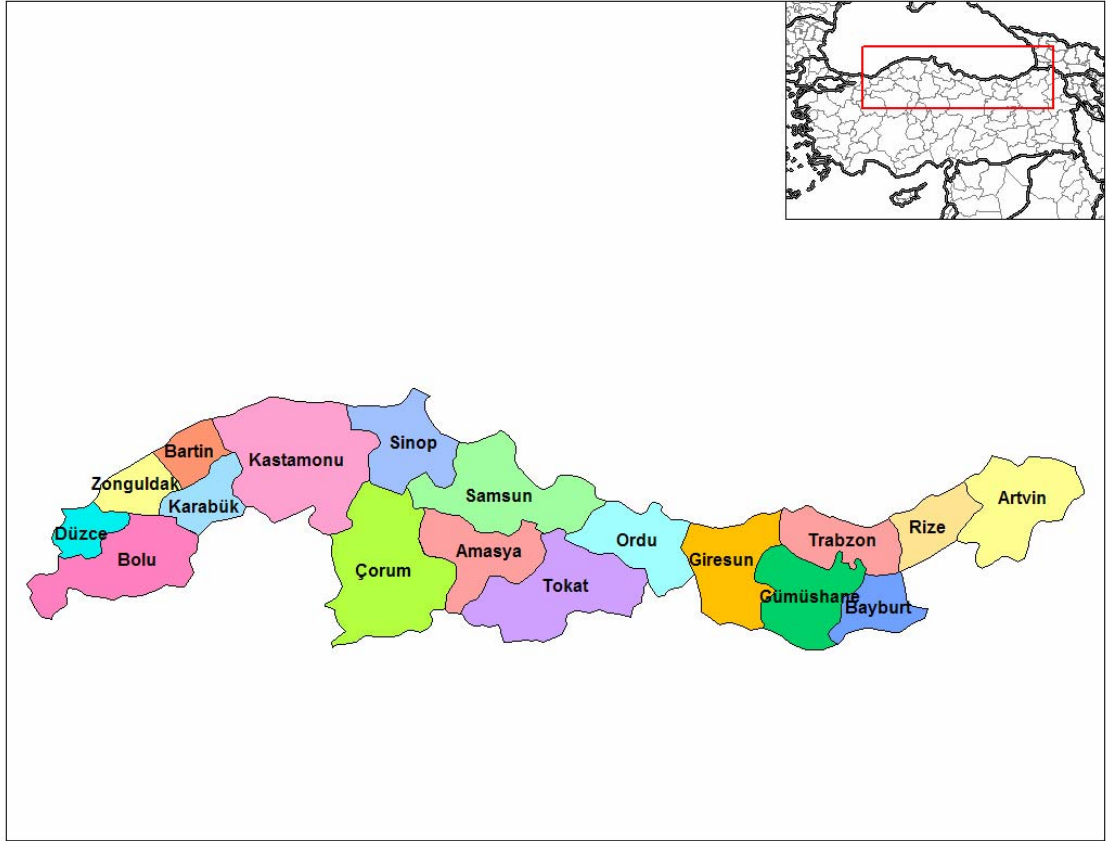 Sinop
Bartin
Kastamonu
Zonguldak
Karabük
Samsun
Artvin
Düzce
Bolu
Çorum
Amasya
Tokat
Ordu
Giresun
Trabzon
Rize
Gümüshane
Bayburt